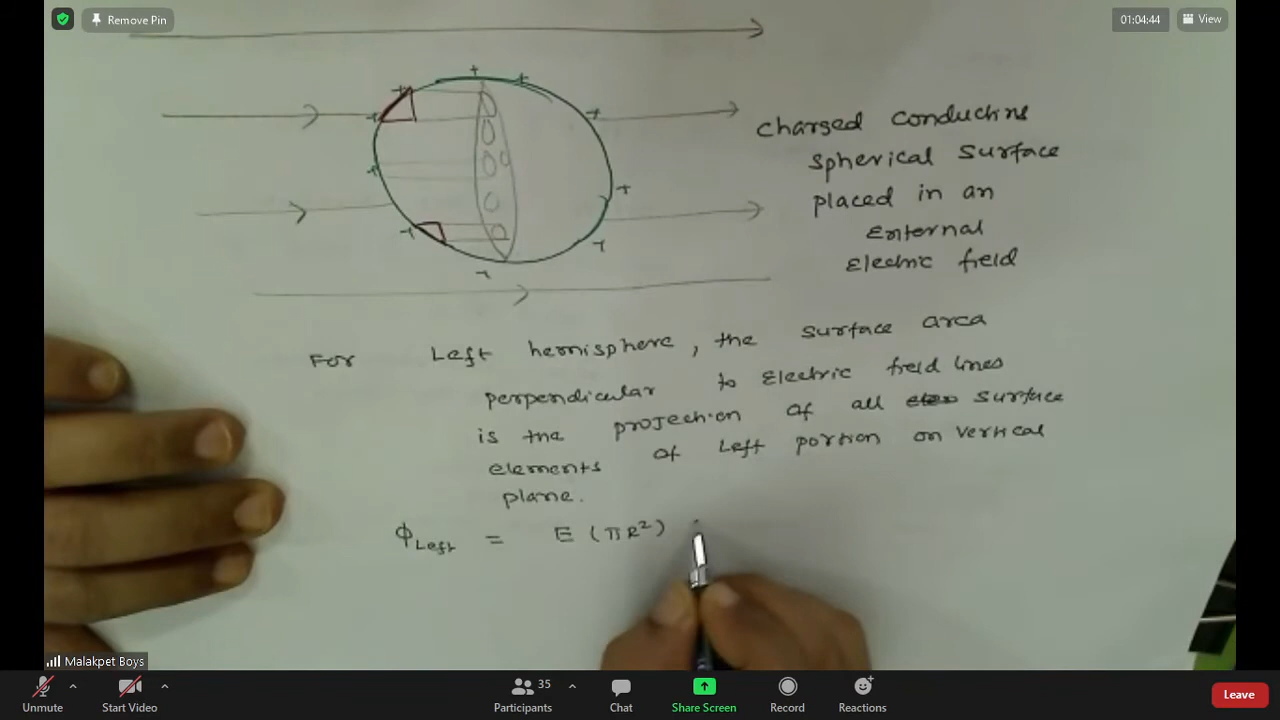 Remove Pin
01:04:44
View
Charged Conducting
Spherical Surface
placed in an
External
Electric field
For Left hemisphere, the surface area
perpendicular to Electric field lines
is the projection of all surface
elements of Left portion on vertical
plane.
ΦLeft = E (πR²)
Malakpet Boys
Unmute
Start Video
Participants
35
Chat
Share Screen
Record
Reactions
Leave